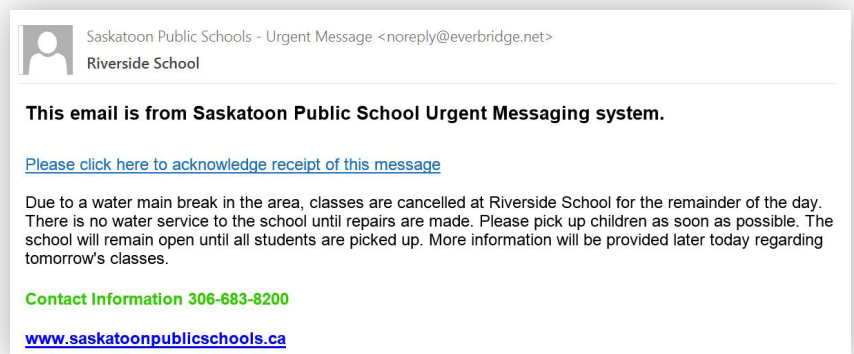 Saskatoon Public Schools - Urgent Message <noreply@everbridge.net>
Riverside School
This email is from Saskatoon Public School Urgent Messaging system.
Please click here to acknowledge receipt of this message
Due to a water main break in the area, classes are cancelled at Riverside School for the remainder of the day.
There is no water service to the school until repairs are made. Please pick up children as soon as possible. The
school will remain open until all students are picked up. More information will be provided later today regarding
tomorrow's classes.
Contact Information 306-683-8200
www.saskatoonpublicschools.ca